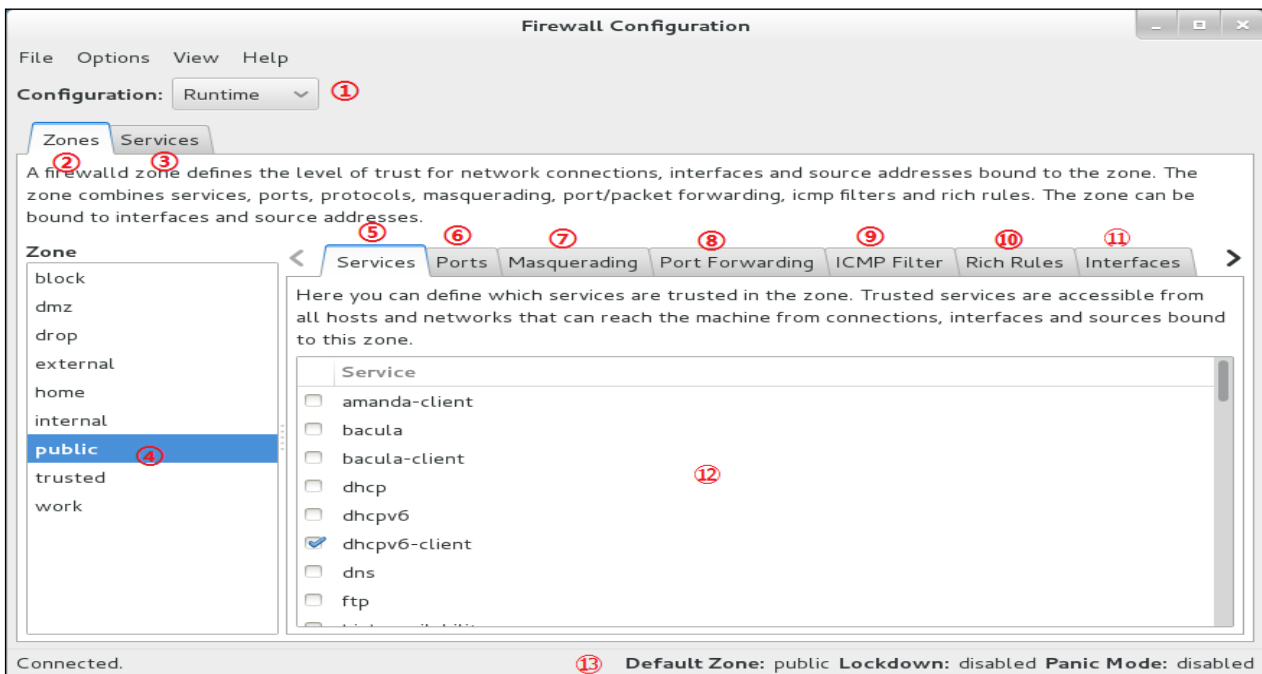 Firewall Configuration
File Options View Help
Configuration: Runtime ①
Zones Services
② ③
A firewalld zone defines the level of trust for network connections, interfaces and source addresses bound to the zone. The
zone combines services, ports, protocols, masquerading, port/packet forwarding, icmp filters and rich rules. The zone can be
bound to interfaces and source addresses.
Zone
block
dmz
drop
external
home
internal
public ④
trusted
work
⑤ ⑥ ⑦ ⑧ ⑨ ⑩ ⑪
Services Ports Masquerading Port Forwarding ICMP Filter Rich Rules Interfaces
Here you can define which services are trusted in the zone. Trusted services are accessible from
all hosts and networks that can reach the machine from connections, interfaces and sources bound
to this zone.
Service
amanda-client
bacula
bacula-client
⑫
dhcp
dhcpv6
dhcpv6-client
dns
ftp
Connected. ⑬ Default Zone: public Lockdown: disabled Panic Mode: disabled